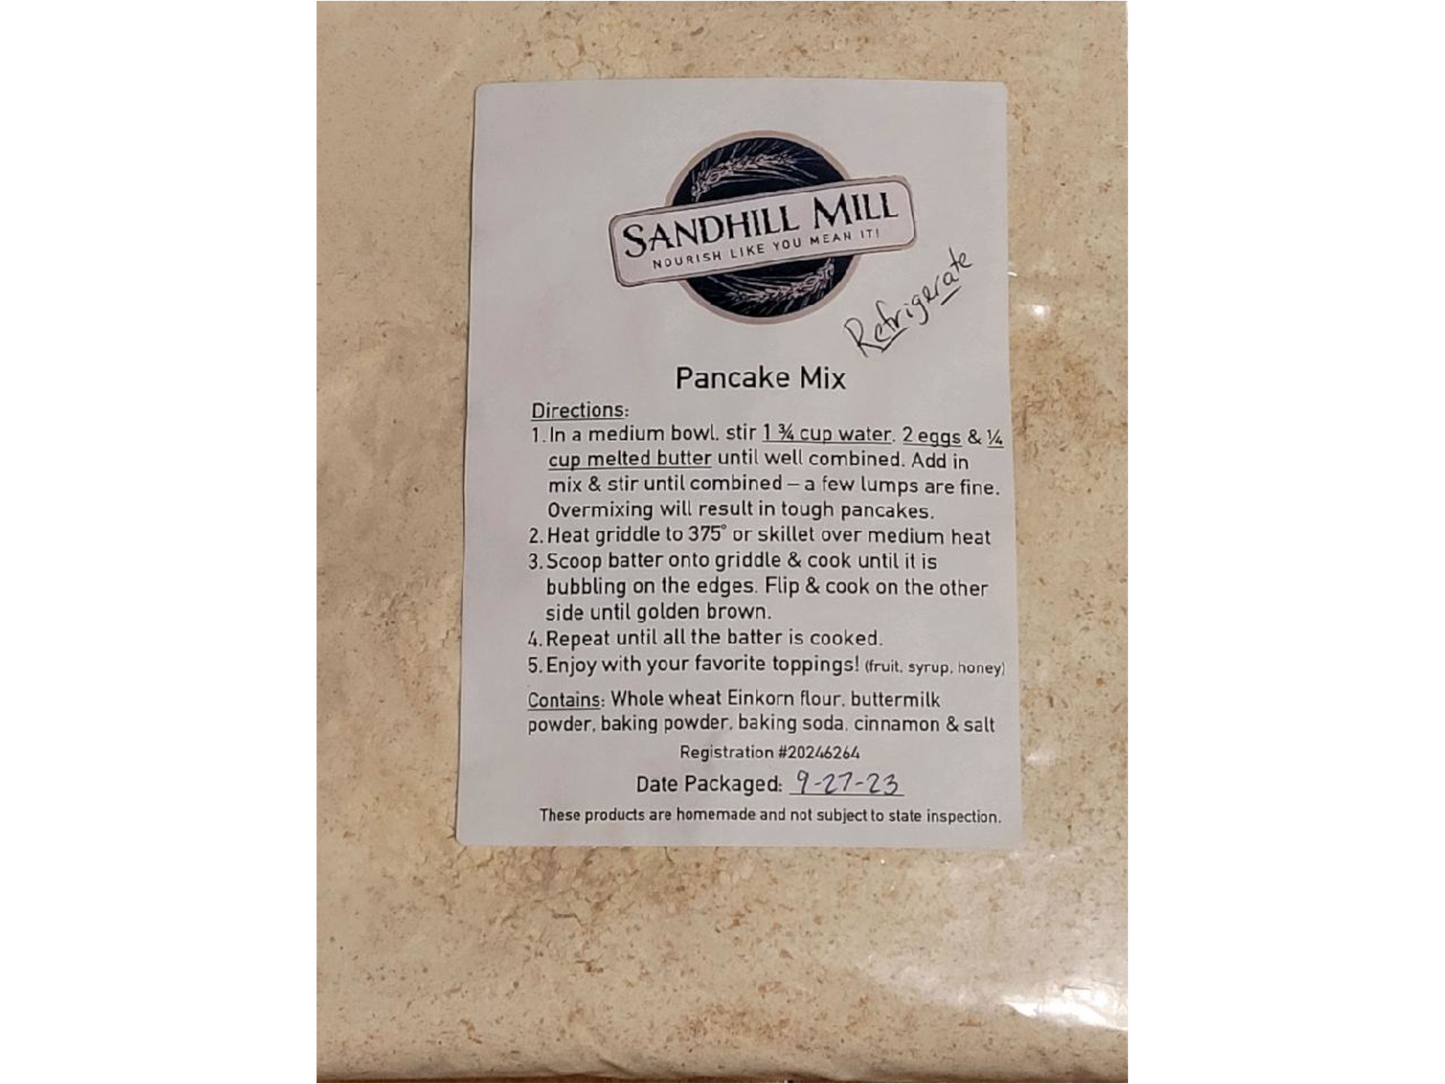 SANDHILL MILL
NOURISH LIKE YOU MEAN IT!
Refrigerate
Pancake Mix
Directions:
1. In a medium bowl, stir 1 ¾ cup water, 2 eggs & ¼
cup melted butter until well combined. Add in
mix & stir until combined – a few lumps are fine.
Overmixing will result in tough pancakes.
2. Heat griddle to 375° or skillet over medium heat
3. Scoop batter onto griddle & cook until it is
bubbling on the edges. Flip & cook on the other
side until golden brown.
4. Repeat until all the batter is cooked.
5. Enjoy with your favorite toppings! (fruit, syrup, honey)
Contains: Whole wheat Einkorn flour, buttermilk
powder, baking powder, baking soda, cinnamon & salt
Registration #20246264
Date Packaged: 9-27-23
These products are homemade and not subject to state inspection.